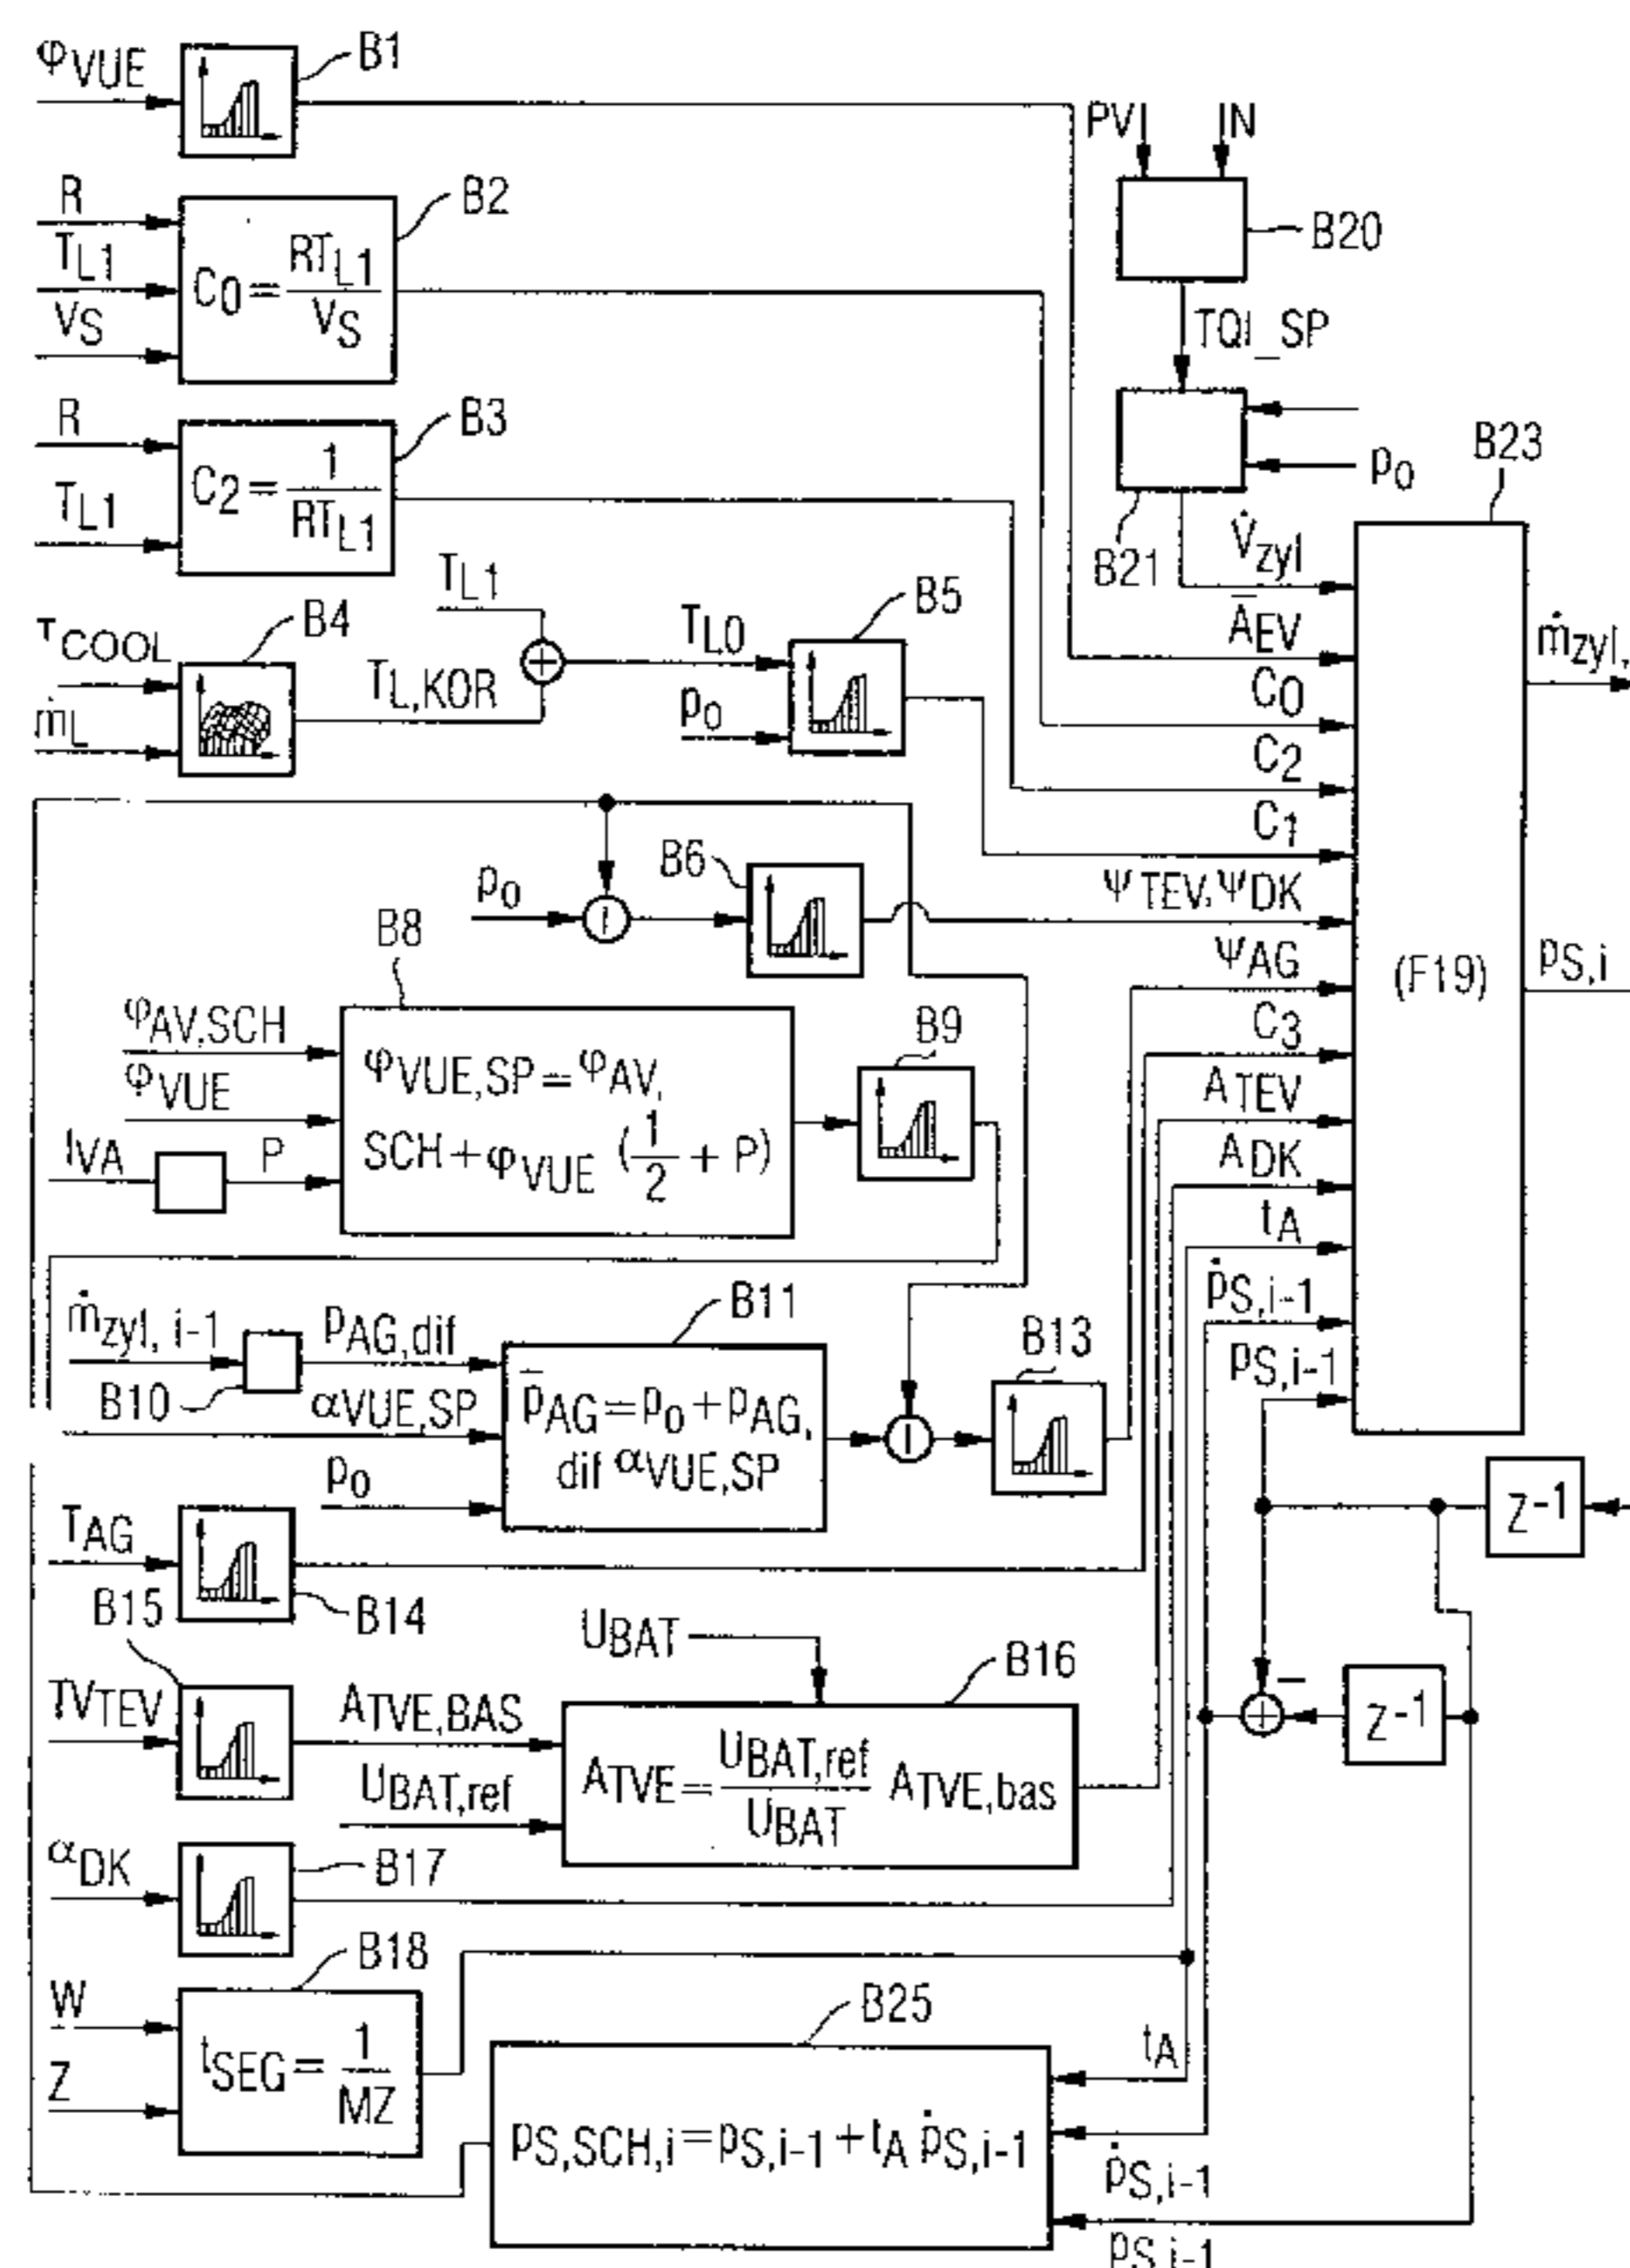 φVUE
B1
PV
IN
R
TL1
VS
C0 = RTL1 / VS
B2
B20
TQI_SP
R
TL1
C2 = 1 / RTL1
B3
p0
B21
B23
V̇zyl
TCOOL
ṁL
B4
TL,KOR
TL1
+
TL0
p0
B5
ĀEV
C0
C2
C1
ψTEV, ψDK
ψAG
C3
ATEV
ADK
tA
ṗS,i-1
pS,i-1
(F19)
ṁzyl,
pS,i
p0
B6
B8
φAV,SCH
φVUE
IVA
P
φVUE,SP = φAV,
SCH + φVUE (1/2 + P)
B9
ṁzyl, i-1
B10
pAG,dif
αVUE,SP
p0
B11
p̄AG = p0 + pAG,
dif αVUE,SP
B13
z-1
TAG
B14
B15
TVTEV
ATVE,BAS
UBAT,ref
UBAT
B16
ATVE = UBAT,ref / UBAT ATVE,bas
+
−
z-1
αDK
B17
W
Z
B18
tSEG = 1 / MZ
B25
pS,SCH,i = pS,i-1 + tA ṗS,i-1
tA
ṗS,i-1
pS,i-1